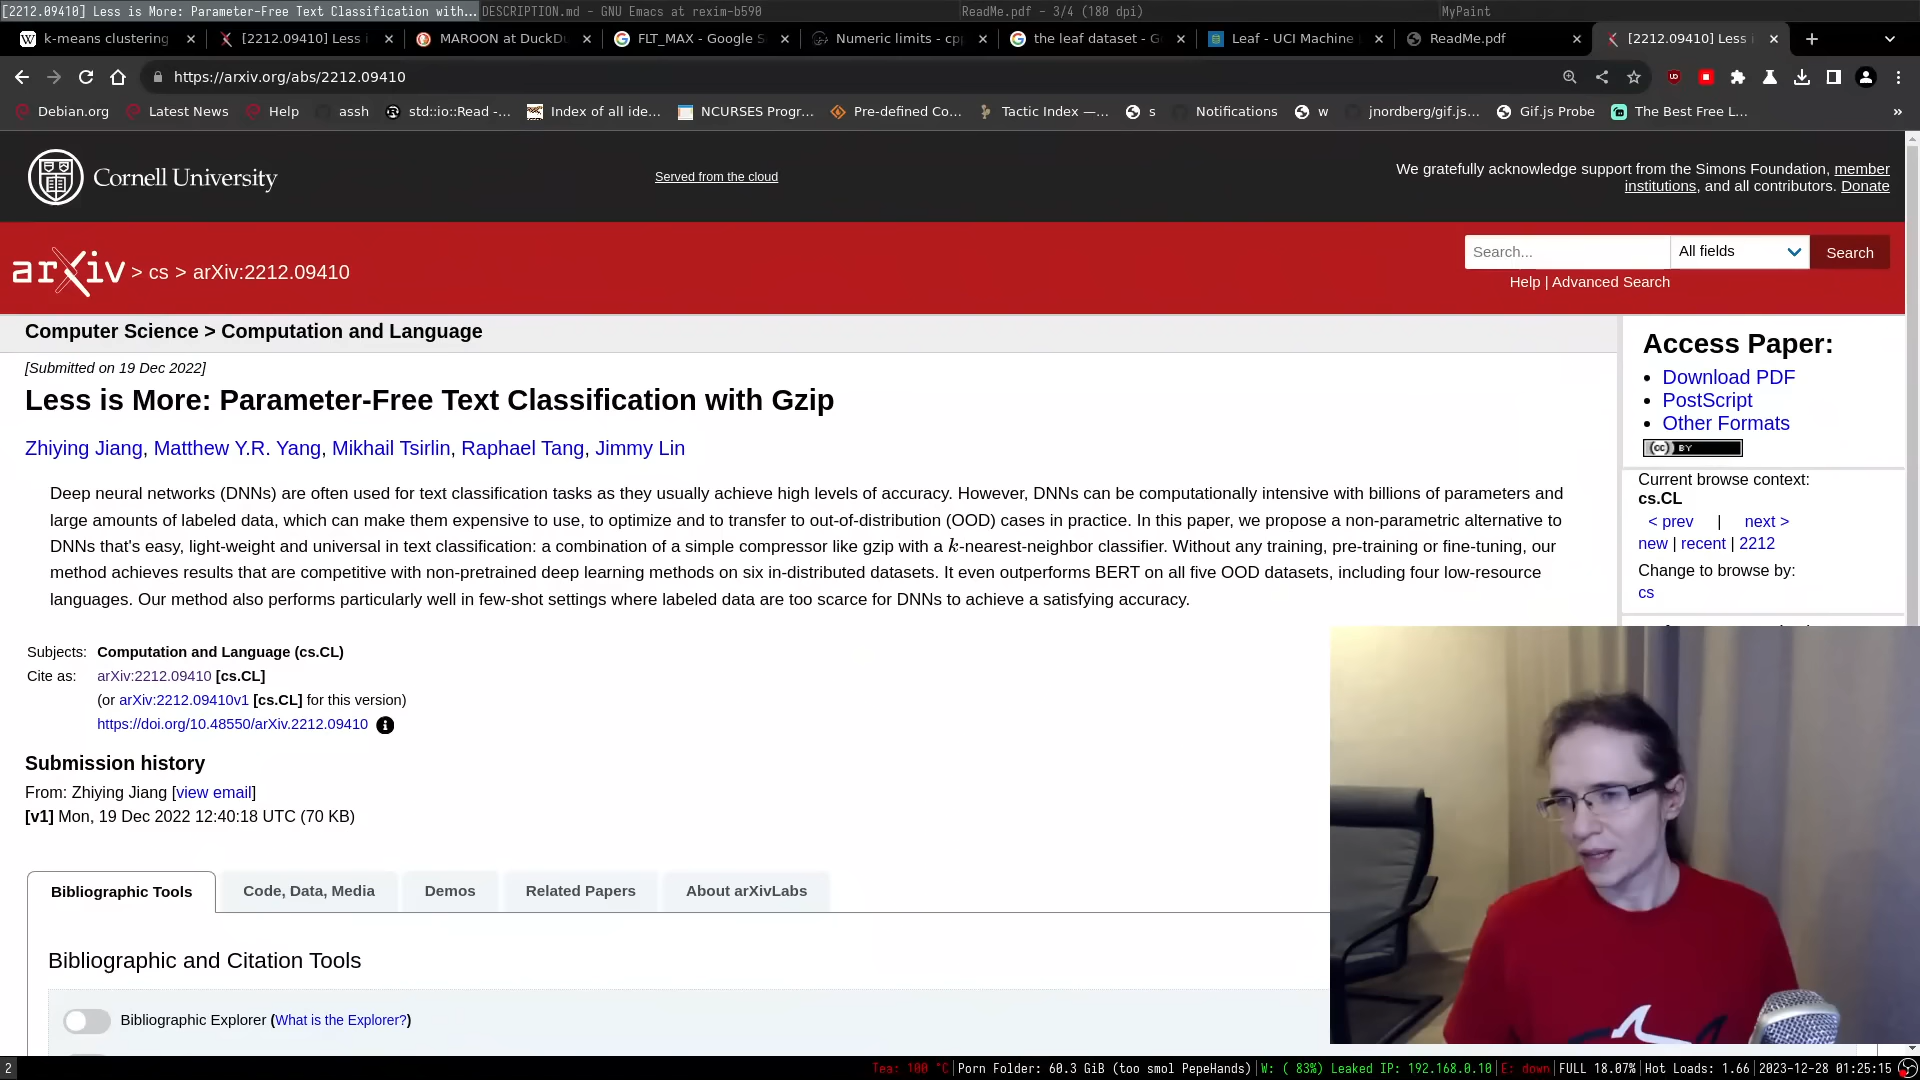 [2212.09410] Less is More: Parameter-Free Text Classification with... DESCRIPTION.md - GNU Emacs at rexim-b590 ReadMe.pdf - 3/4 (180 dpi) MyPaint
k-means clustering [2212.09410] Less i MAROON at DuckDu FLT_MAX - Google S Numeric limits - cpp the leaf dataset - G Leaf - UCI Machine L ReadMe.pdf [2212.09410] Less i
https://arxiv.org/abs/2212.09410
Debian.org Latest News Help assh std::io::Read -... Index of all ide... NCURSES Progr... Pre-defined Co... Tactic Index —... s Notifications w jnordberg/gif.js... Gif.js Probe The Best Free L... »
Cornell University
Served from the cloud
We gratefully acknowledge support from the Simons Foundation, member
institutions, and all contributors. Donate
arXiv > cs > arXiv:2212.09410
Search... All fields Search
Help | Advanced Search
Computer Science > Computation and Language
[Submitted on 19 Dec 2022]
Less is More: Parameter-Free Text Classification with Gzip
Zhiying Jiang, Matthew Y.R. Yang, Mikhail Tsirlin, Raphael Tang, Jimmy Lin
Deep neural networks (DNNs) are often used for text classification tasks as they usually achieve high levels of accuracy. However, DNNs can be computationally intensive with billions of parameters and
large amounts of labeled data, which can make them expensive to use, to optimize and to transfer to out-of-distribution (OOD) cases in practice. In this paper, we propose a non-parametric alternative to
DNNs that's easy, light-weight and universal in text classification: a combination of a simple compressor like gzip with a k-nearest-neighbor classifier. Without any training, pre-training or fine-tuning, our
method achieves results that are competitive with non-pretrained deep learning methods on six in-distributed datasets. It even outperforms BERT on all five OOD datasets, including four low-resource
languages. Our method also performs particularly well in few-shot settings where labeled data are too scarce for DNNs to achieve a satisfying accuracy.
Subjects: Computation and Language (cs.CL)
Cite as: arXiv:2212.09410 [cs.CL]
(or arXiv:2212.09410v1 [cs.CL] for this version)
https://doi.org/10.48550/arXiv.2212.09410
Submission history
From: Zhiying Jiang [view email]
[v1] Mon, 19 Dec 2022 12:40:18 UTC (70 KB)
Bibliographic Tools Code, Data, Media Demos Related Papers About arXivLabs
Bibliographic and Citation Tools
Bibliographic Explorer (What is the Explorer?)
Access Paper:
• Download PDF
• PostScript
• Other Formats
(cc) BY
Current browse context:
cs.CL
< prev | next >
new | recent | 2212
Change to browse by:
cs
2 Tea: 100 °C Porn Folder: 60.3 GiB (too smol PepeHands) W: ( 83%) Leaked IP: 192.168.0.10 E: down FULL 18.07% Hot Loads: 1.66 2023-12-28 01:25:15